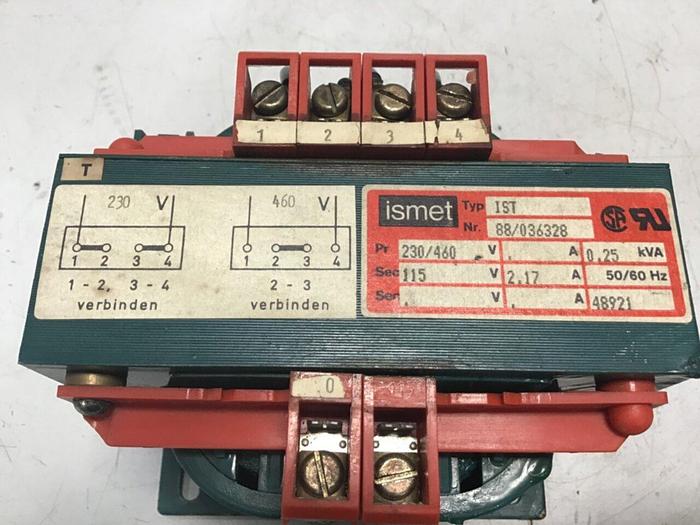 1 2 3 4
T
230 V
1 2 3 4
1 - 2, 3 - 4
verbinden
460 V
1 2 3 4
2 - 3
verbinden
ismet Typ IST
Nr. 88/036328
Pr 230/460 V . A 0.25 kVA
Sec 115 V 2.17 A 50/60 Hz
Ser. . V . A 48921
0